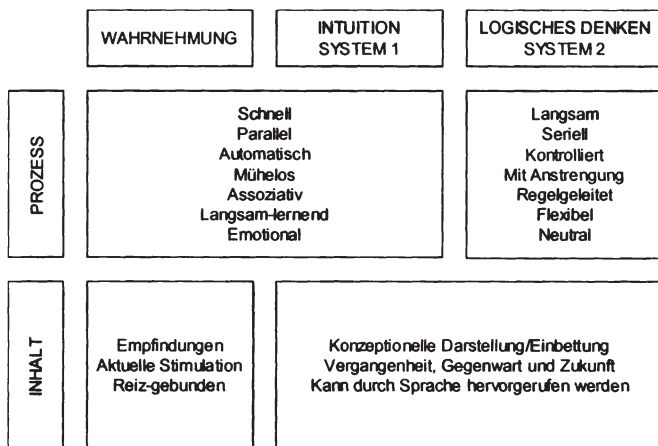 WAHRNEHMUNG
INTUITION
SYSTEM 1
LOGISCHES DENKEN
SYSTEM 2
PROZESS
Schnell
Parallel
Automatisch
Mühelos
Assoziativ
Langsam-lernend
Emotional
Langsam
Seriell
Kontrolliert
Mit Anstrengung
Regelgeleitet
Flexibel
Neutral
INHALT
Empfindungen
Aktuelle Stimulation
Reiz-gebunden
Konzeptionelle Darstellung/Einbettung
Vergangenheit, Gegenwart und Zukunft
Kann durch Sprache hervorgerufen werden